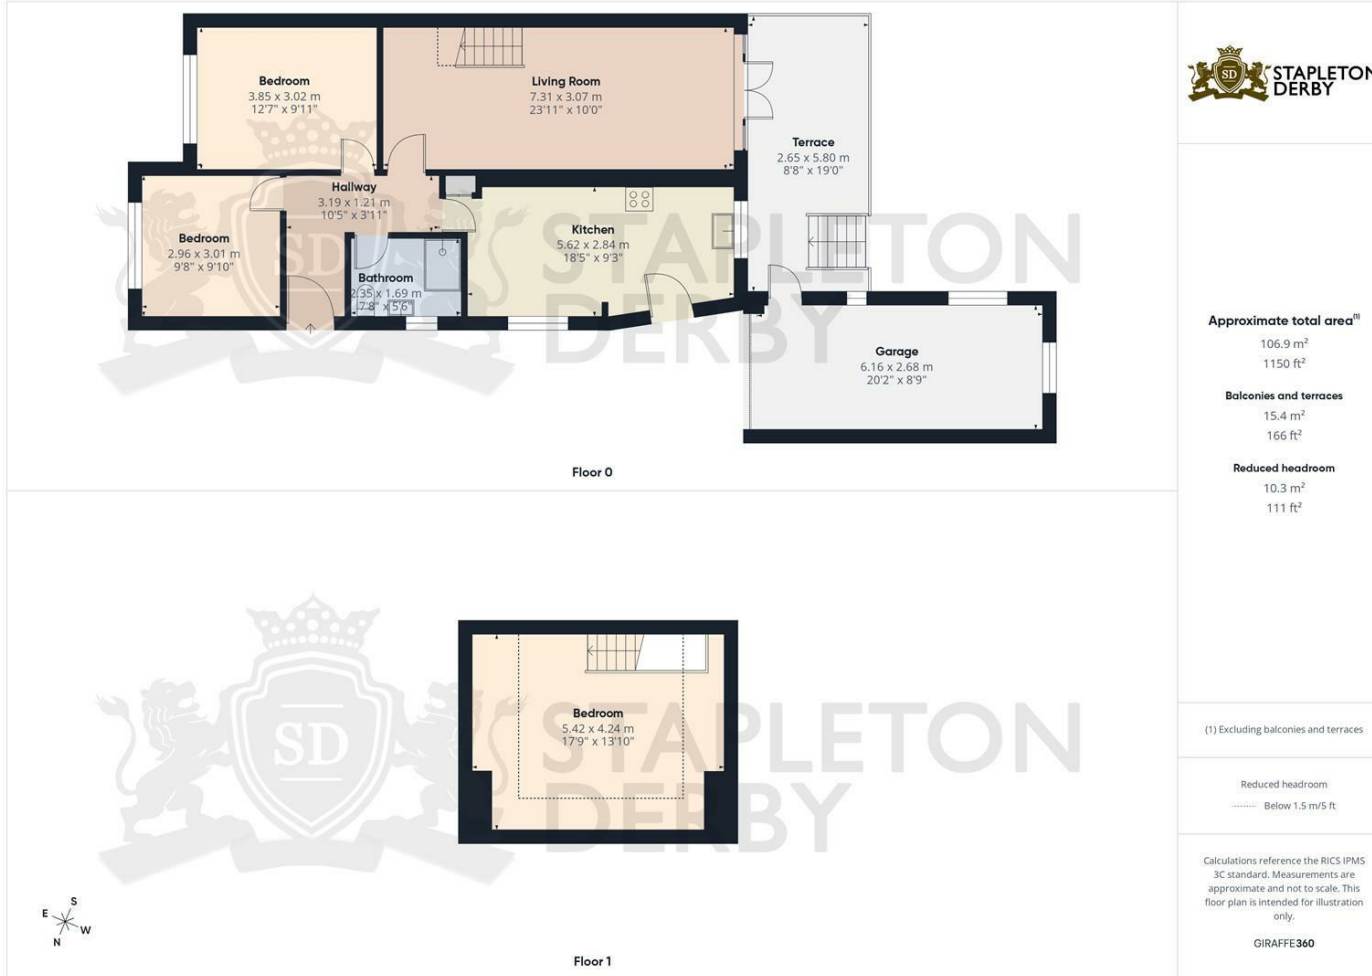 Bedroom
3.85 x 3.02 m
12'7" x 9'11"
Living Room
7.31 x 3.07 m
23'11" x 10'0"
Terrace
2.65 x 5.80 m
8'8" x 19'0"
Hallway
3.19 x 1.21 m
10'5" x 3'11"
Bedroom
2.96 x 3.01 m
9'8" x 9'10"
Kitchen
5.62 x 2.84 m
18'5" x 9'3"
Bathroom
2.35 x 1.69 m
7'8" x 5'6"
Garage
6.16 x 2.68 m
20'2" x 8'9"
SD
STAPLETON
DERBY
Floor 0
Bedroom
5.42 x 4.24 m
17'9" x 13'10"
SD
STAPLETON
DERBY
S
E
W
N
Floor 1
SD
STAPLETON
DERBY
Approximate total area(1)
106.9 m²
1150 ft²
Balconies and terraces
15.4 m²
166 ft²
Reduced headroom
10.3 m²
111 ft²
(1) Excluding balconies and terraces
Reduced headroom
Below 1.5 m/5 ft
Calculations reference the RICS IPMS
3C standard. Measurements are
approximate and not to scale. This
floor plan is intended for illustration
only.
GIRAFFE360